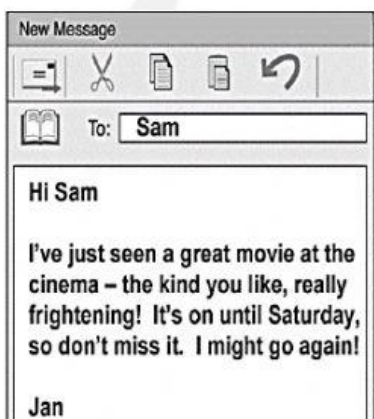 New Message
To: Sam
Hi Sam
I've just seen a great movie at the
cinema – the kind you like, really
frightening! It's on until Saturday,
so don't miss it. I might go again!
Jan